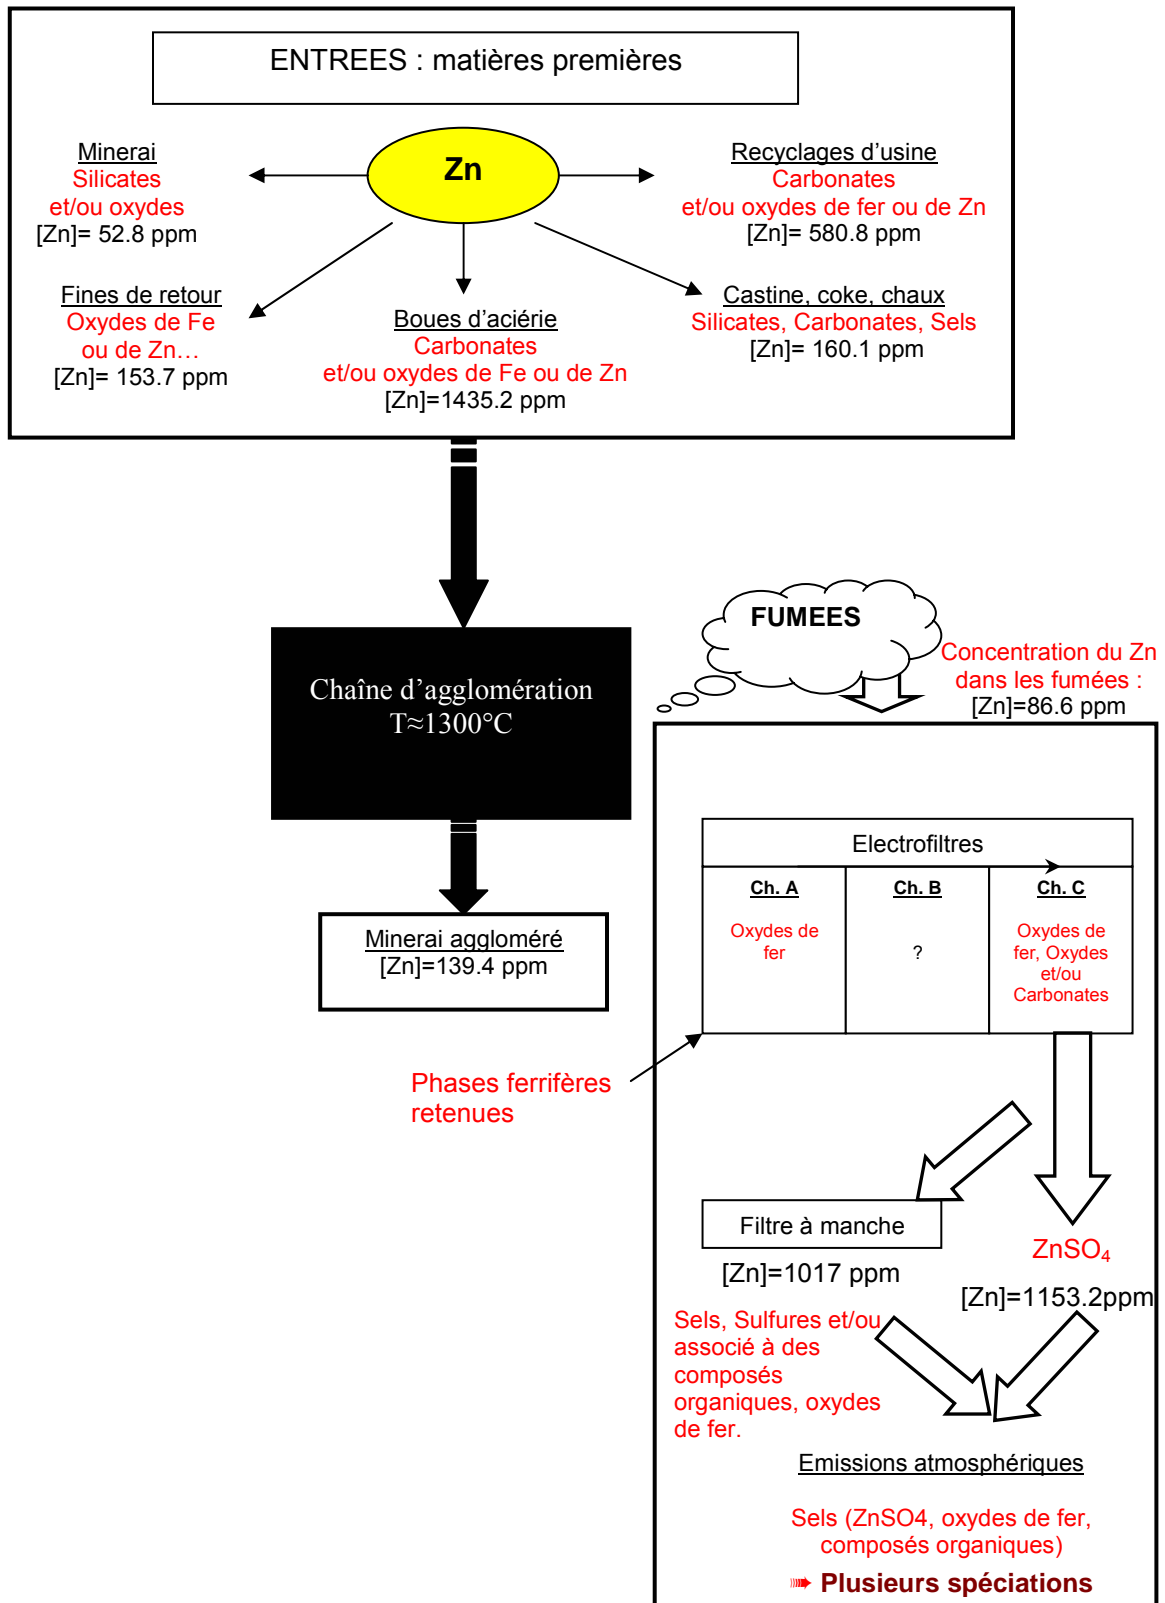 ENTREES : matières premières
Zn
Minerai
Silicates
et/ou oxydes
[Zn]= 52.8 ppm
Recyclages d'usine
Carbonates
et/ou oxydes de fer ou de Zn
[Zn]= 580.8 ppm
Fines de retour
Oxydes de Fe
ou de Zn…
[Zn]= 153.7 ppm
Boues d'aciérie
Carbonates
et/ou oxydes de Fe ou de Zn
[Zn]=1435.2 ppm
Castine, coke, chaux
Silicates, Carbonates, Sels
[Zn]= 160.1 ppm
Chaîne d'agglomération
T≈1300°C
FUMEES
Concentration du Zn
dans les fumées :
[Zn]=86.6 ppm
Minerai aggloméré
[Zn]=139.4 ppm
Electrofiltres
Ch. A
Oxydes de
fer
Ch. B
?
Ch. C
Oxydes de
fer, Oxydes
et/ou
Carbonates
Phases ferrifères
retenues
Filtre à manche
[Zn]=1017 ppm
ZnSO₄
[Zn]=1153.2ppm
Sels, Sulfures et/ou
associé à des
composés
organiques, oxydes
de fer.
Emissions atmosphériques
Sels (ZnSO4, oxydes de fer,
composés organiques)
➠ Plusieurs spéciations